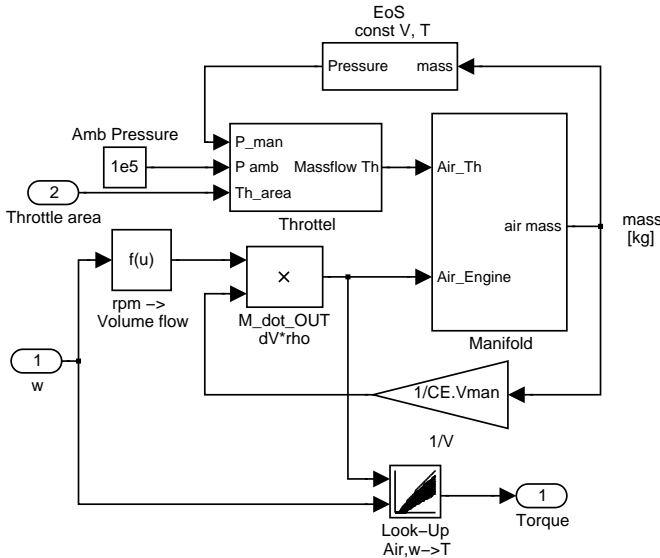 EoS
const V, T
Pressure
mass
Amb Pressure
1e5
P_man
P amb
Massflow Th
Th_area
Throttel
2
Throttle area
Air_Th
air mass
Air_Engine
Manifold
mass
[kg]
f(u)
rpm −>
Volume flow
×
M_dot_OUT
dV*rho
1
w
1/CE.Vman
1/V
Look−Up
Air,w−>T
1
Torque